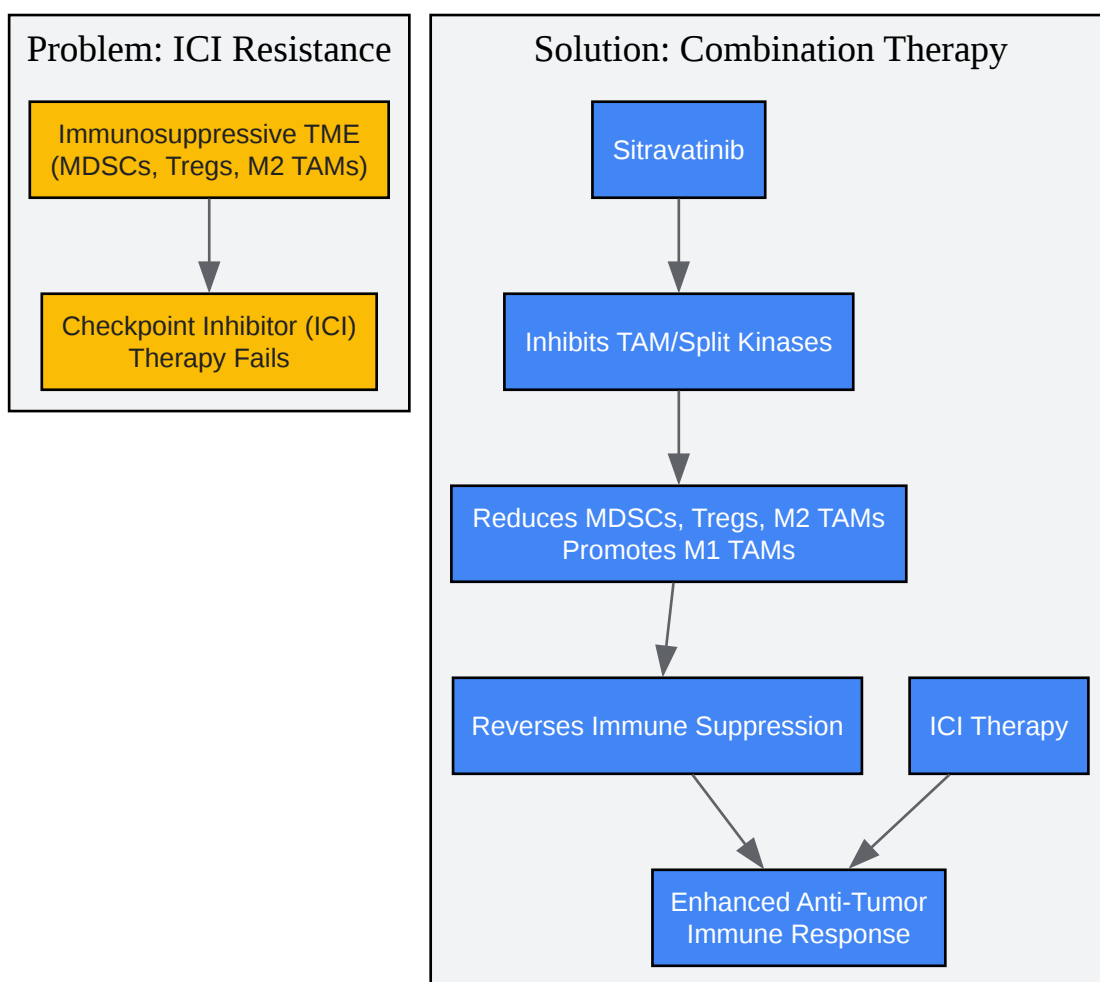 Problem: ICI Resistance
Immunosuppressive TME
(MDSCs, Tregs, M2 TAMs)
Checkpoint Inhibitor (ICI)
Therapy Fails
Solution: Combination Therapy
Sitravatinib
Inhibits TAM/Split Kinases
Reduces MDSCs, Tregs, M2 TAMs
Promotes M1 TAMs
Reverses Immune Suppression
ICI Therapy
Enhanced Anti-Tumor
Immune Response